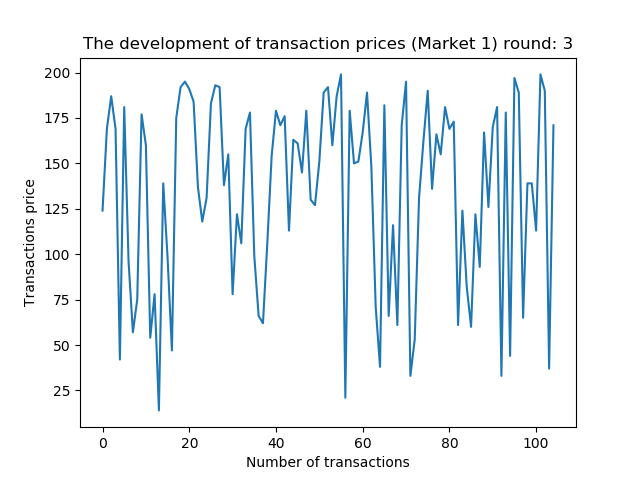 The development of transaction prices (Market 1) round: 3
200
175
150
125
100
75
50
25
Transactions price
0 20 40 60 80 100
Number of transactions